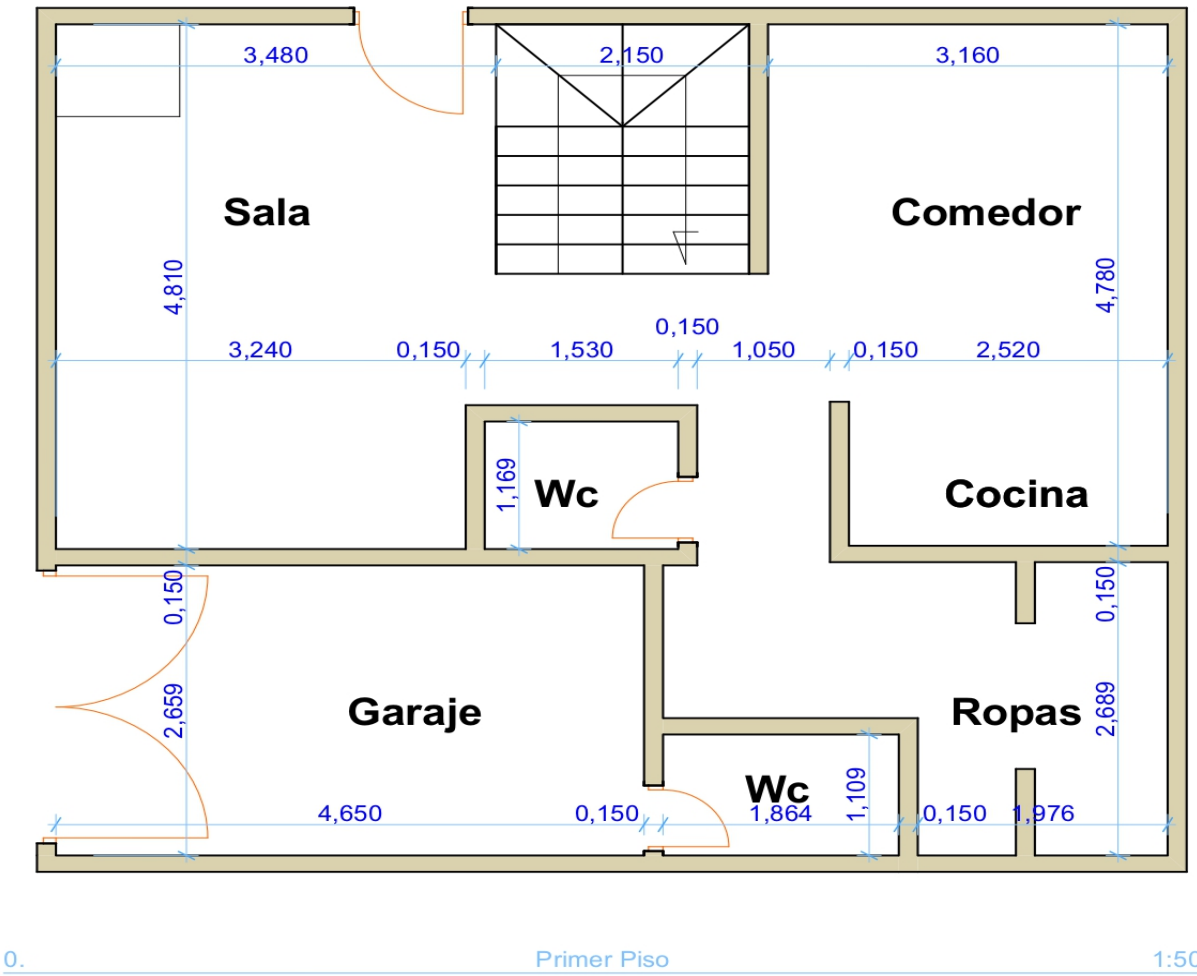 3,480 2,150 3,160
Sala Comedor
4,810 4,780
0,150
3,240 0,150 1,530 1,050 0,150 2,520
1,169 Wc Cocina
0,150 0,150
2,659 Garaje Ropas 2,689
Wc 1,109
4,650 0,150 1,864 0,150 1,976
0. Primer Piso 1:50